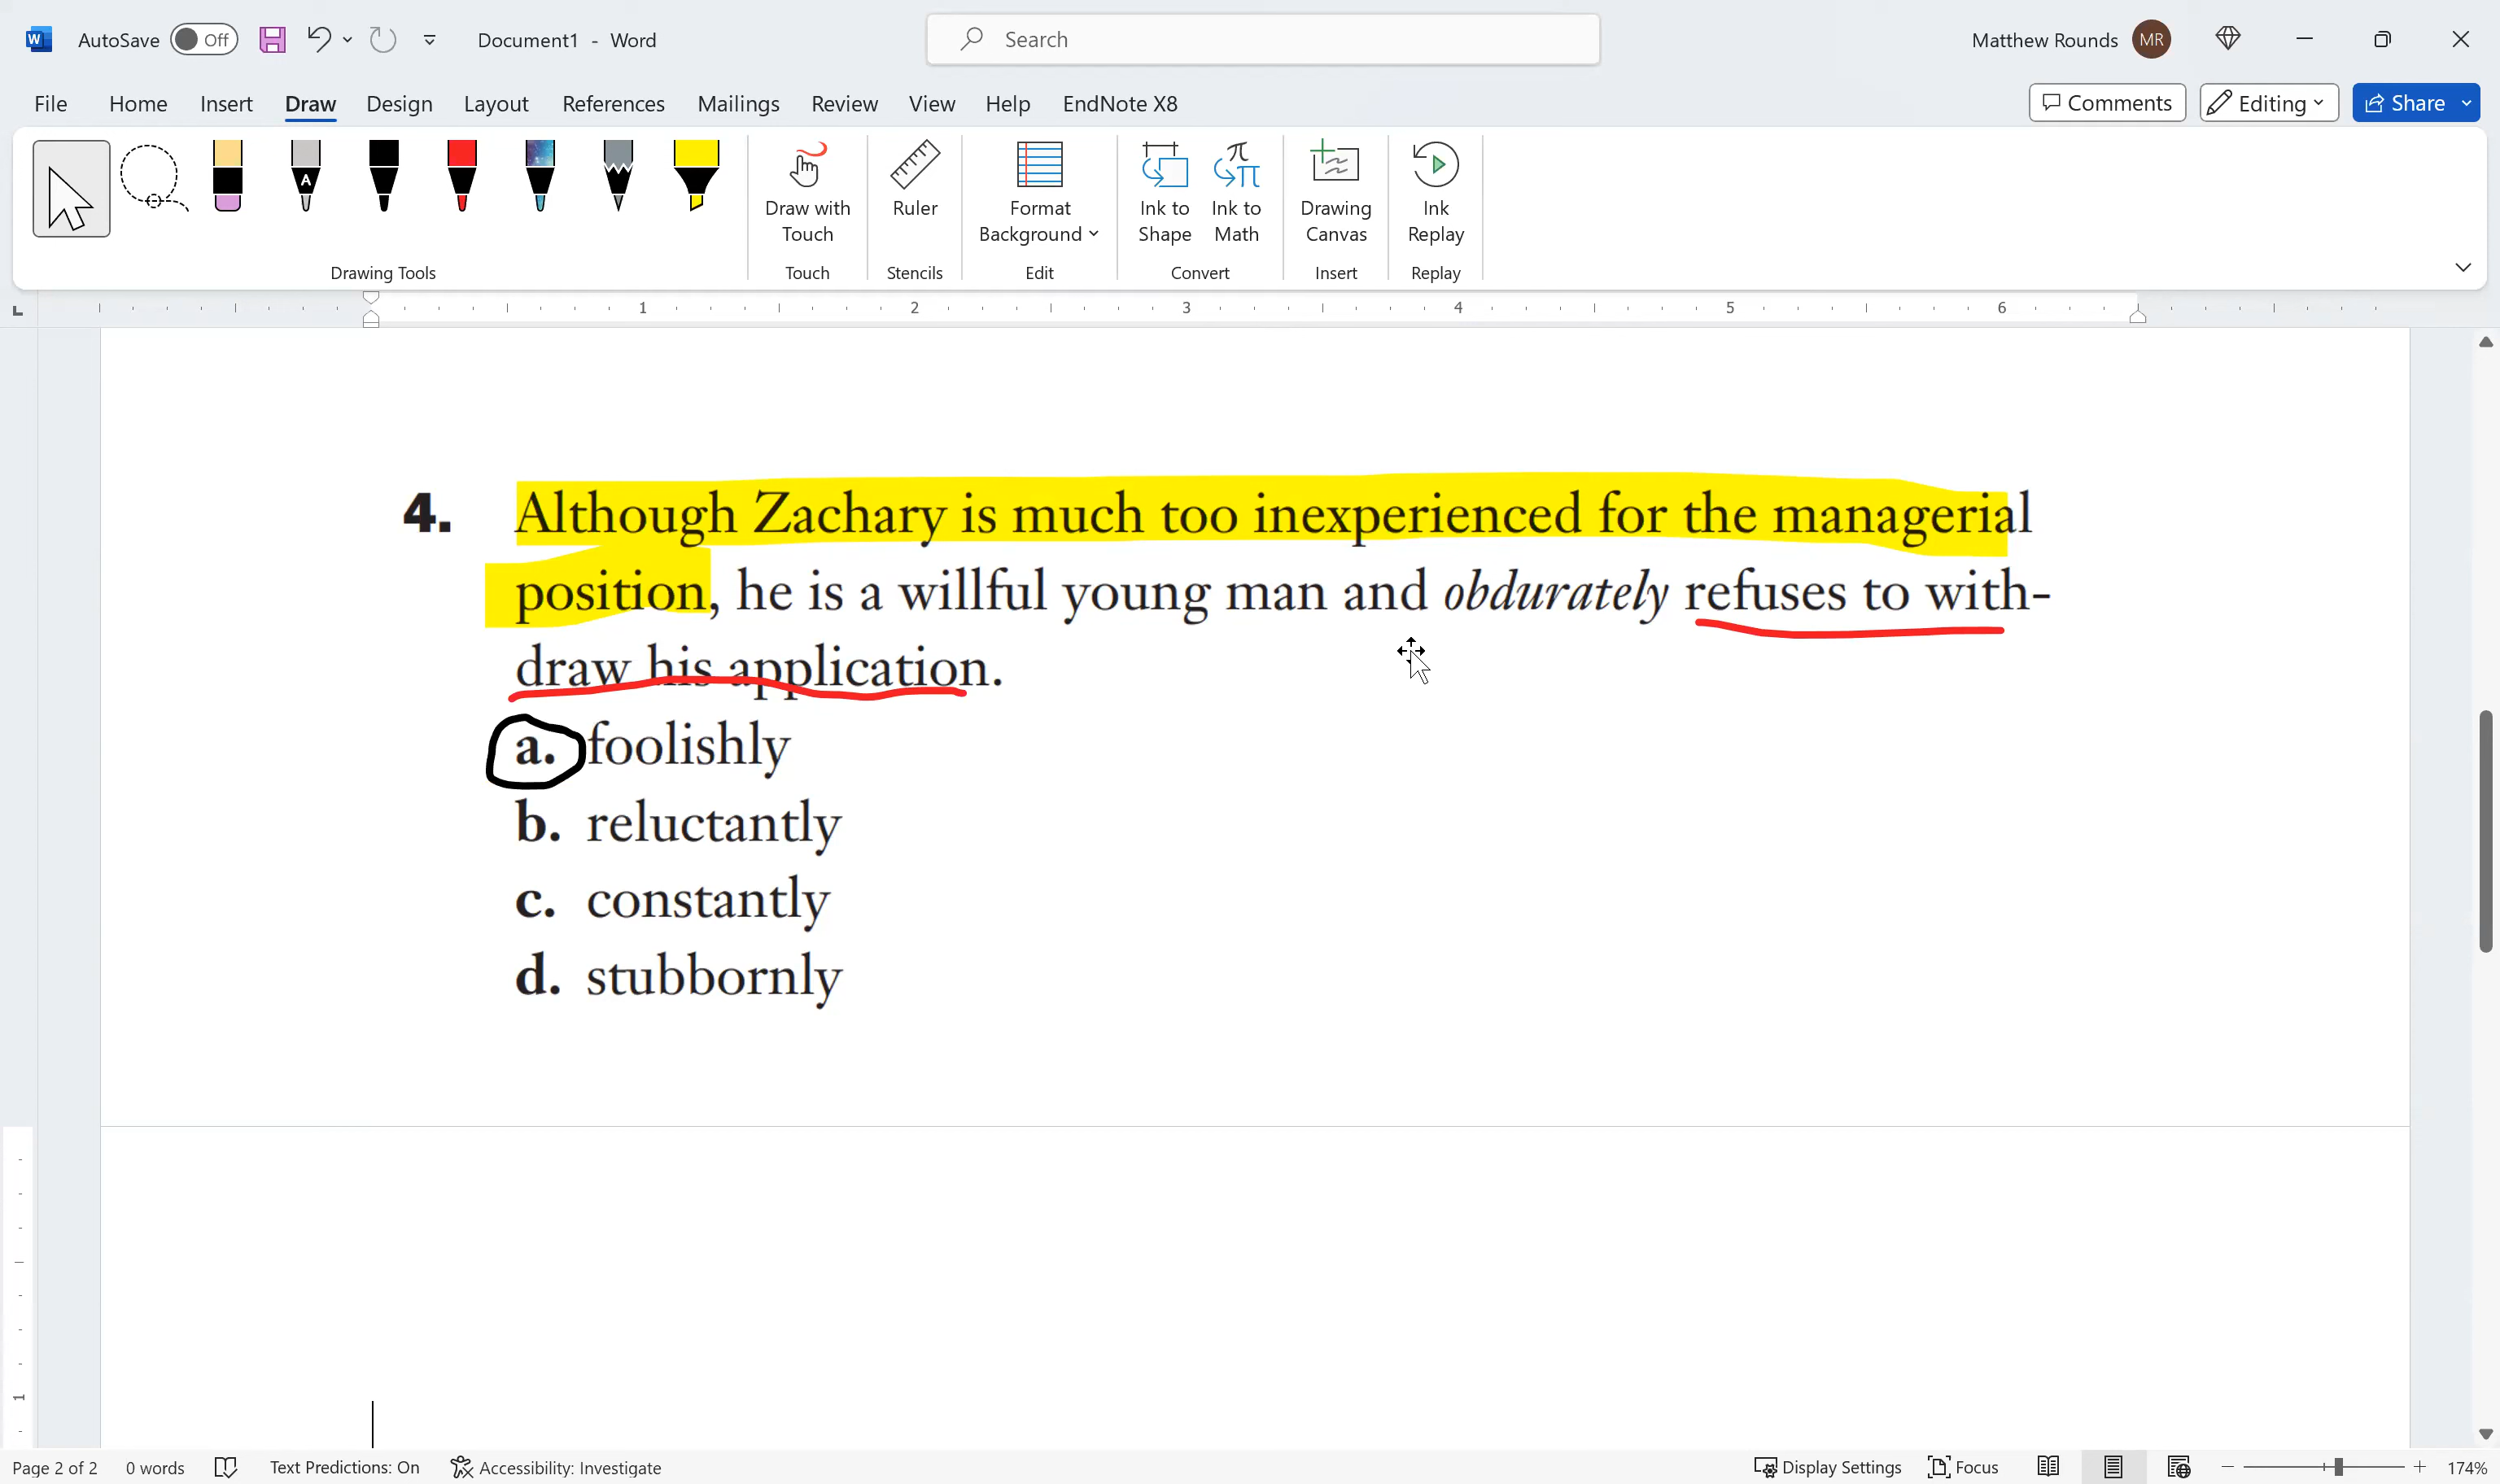 AutoSave Off Document1 - Word Search Matthew Rounds MR
File Home Insert Draw Design Layout References Mailings Review View Help EndNote X8 Comments Editing Share
Draw with Touch
Ruler
Format Background
Ink to Shape
Ink to Math
Drawing Canvas
Ink Replay
Drawing Tools Touch Stencils Edit Convert Insert Replay
1 2 3 4 5 6
4. Although Zachary is much too inexperienced for the managerial
position, he is a willful young man and obdurately refuses to with-
draw his application.
a. foolishly
b. reluctantly
c. constantly
d. stubbornly
1
Page 2 of 2 0 words Text Predictions: On Accessibility: Investigate Display Settings Focus 174%